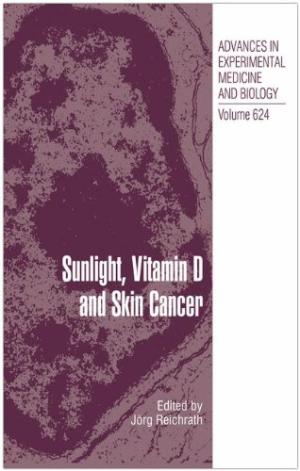 ADVANCES IN
EXPERIMENTAL
MEDICINE
AND BIOLOGY
Volume 624
Sunlight, Vitamin D
and Skin Cancer
Edited by
Jörg Reichrath